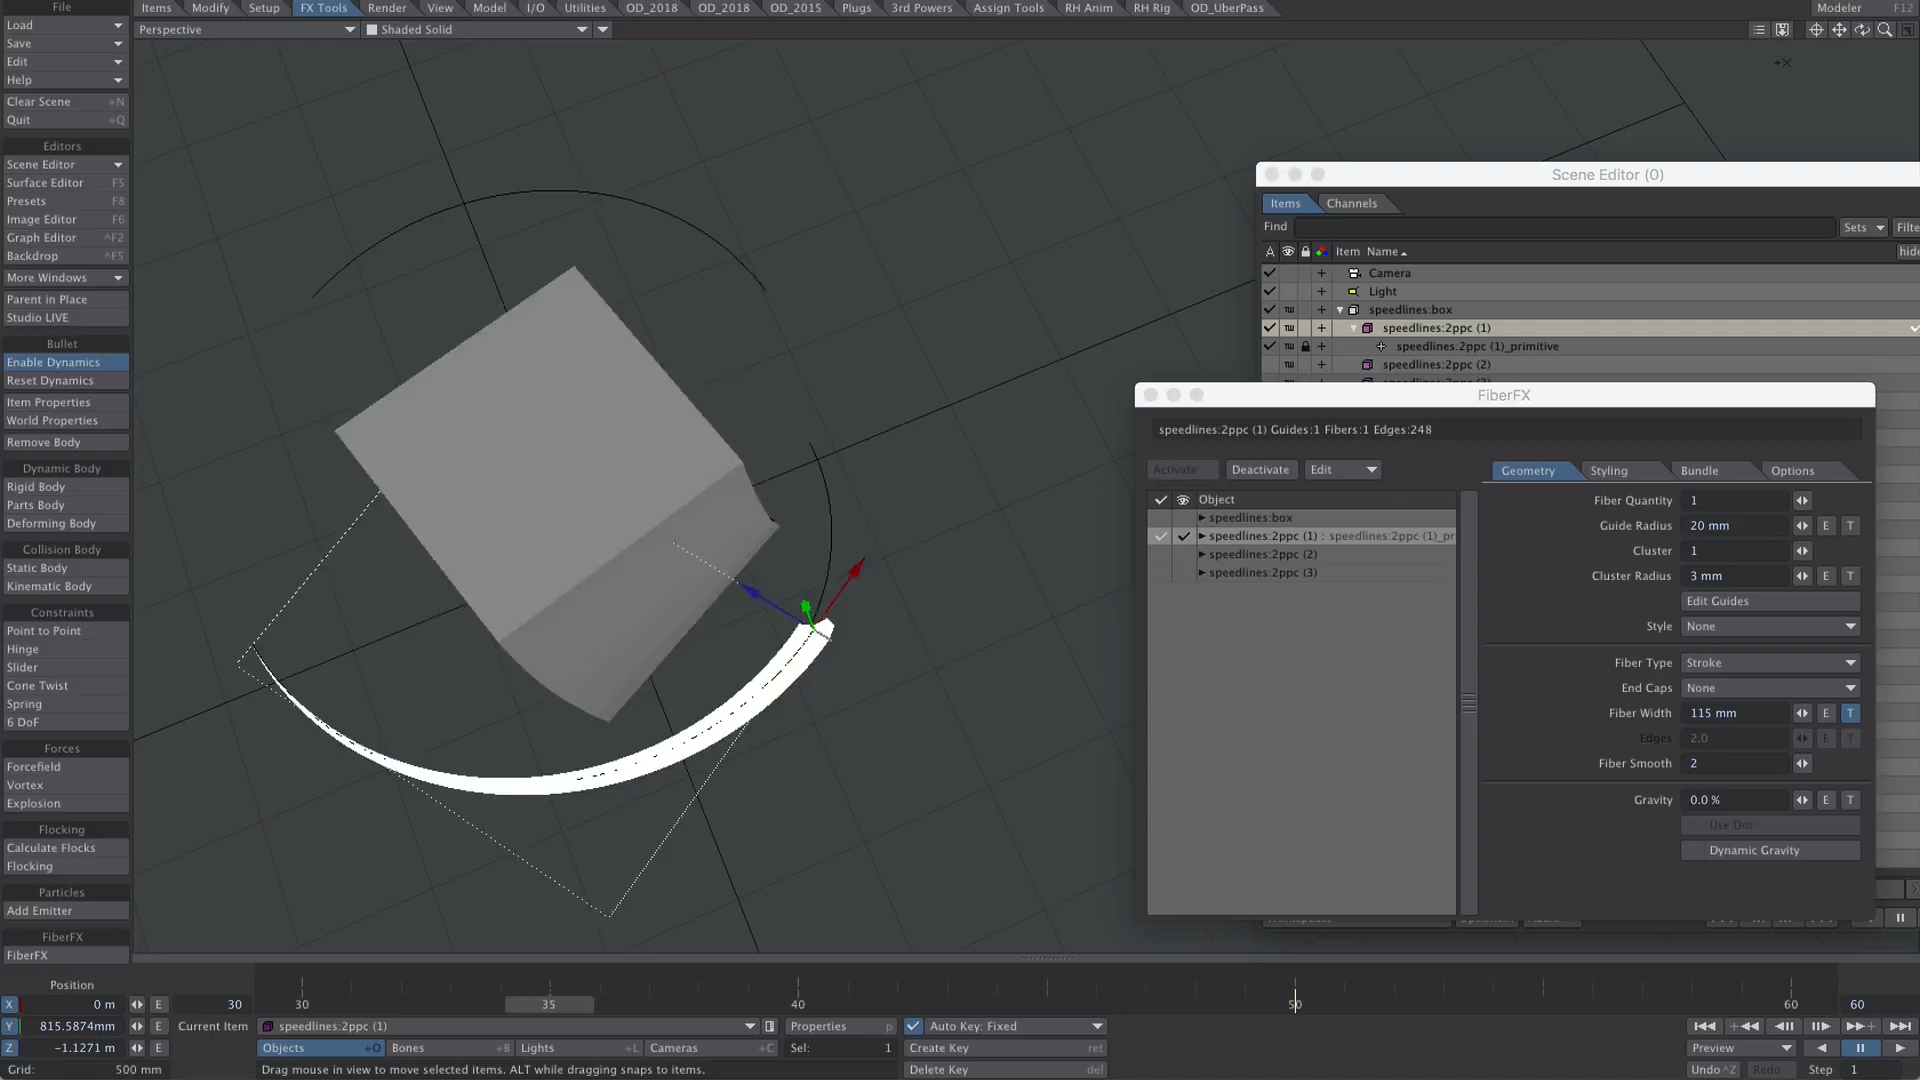 File
Items Modify Setup FX Tools Render View Model I/O Utilities OD_2018 OD_2018 OD_2015 Plugs 3rd Powers Assign Tools RH Anim RH Rig OD_UberPass Modeler F12
Perspective Shaded Solid
Load
Save
Edit
Help
Clear Scene +N
Quit +Q
Editors
Scene Editor
Surface Editor F5
Presets F8
Image Editor F6
Graph Editor ^F2
Backdrop ^F5
More Windows
Parent in Place
Studio LIVE
Bullet
Enable Dynamics
Reset Dynamics
Item Properties
World Properties
Remove Body
Dynamic Body
Rigid Body
Parts Body
Deforming Body
Collision Body
Static Body
Kinematic Body
Constraints
Point to Point
Hinge
Slider
Cone Twist
Spring
6 DoF
Forces
Forcefield
Vortex
Explosion
Flocking
Calculate Flocks
Flocking
Particles
Add Emitter
FiberFX
FiberFX
+X
Scene Editor (0)
Items Channels
Find Sets Filte
A Item Name hide
Camera
Light
speedlines:box
speedlines:2ppc (1)
speedlines:2ppc (1)_primitive
speedlines:2ppc (2)
FiberFX
speedlines:2ppc (1) Guides:1 Fibers:1 Edges:248
Activate Deactivate Edit
Object
speedlines:box
speedlines:2ppc (1) : speedlines:2ppc (1)_pr
speedlines:2ppc (2)
speedlines:2ppc (3)
Geometry Styling Bundle Options
Fiber Quantity 1
Guide Radius 20 mm E T
Cluster 1
Cluster Radius 3 mm E T
Edit Guides
Style None
Fiber Type Stroke
End Caps None
Fiber Width 115 mm E T
Edges 2.0 E T
Fiber Smooth 2
Gravity 0.0 % E T
Use Dot
Dynamic Gravity
Position
X 0 m E 30
30 35 40 50 60 60
Y 815.5874mm E Current Item speedlines:2ppc (1) Properties p Auto Key: Fixed
Z -1.1271 m E Objects +O Bones +B Lights +L Cameras +C Sel: 1 Create Key ret Preview
Grid: 500 mm Drag mouse in view to move selected items. ALT while dragging snaps to items. Delete Key del Undo ^Z Redo Step 1